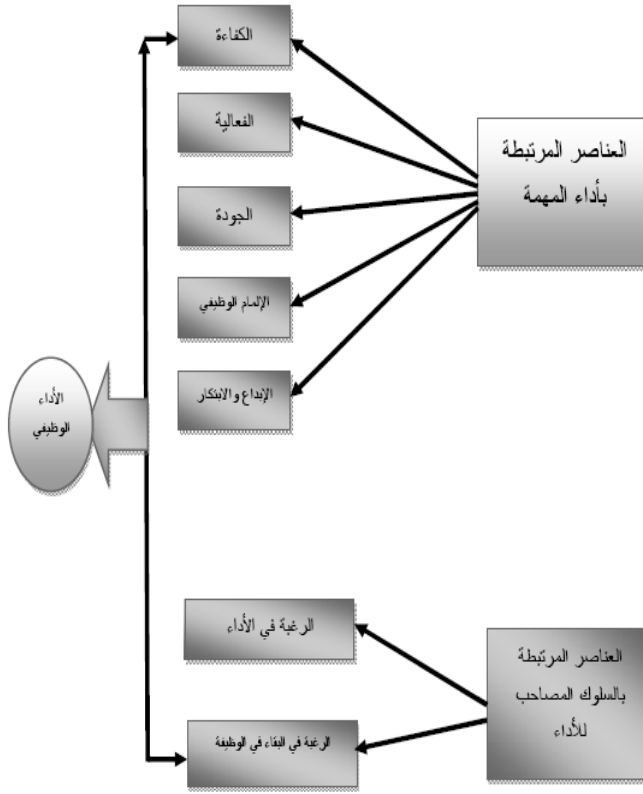 العناصر المرتبطة
بأداء المهمة
الكفاءة
الفعالية
الجودة
الإلمام الوظيفي
الإبداع والابتكار
العناصر المرتبطة
بالسلوك المصاحب
للأداء
الرغبة في الأداء
الرغبة في البقاء في الوظيفة
الأداء
الوظيفي